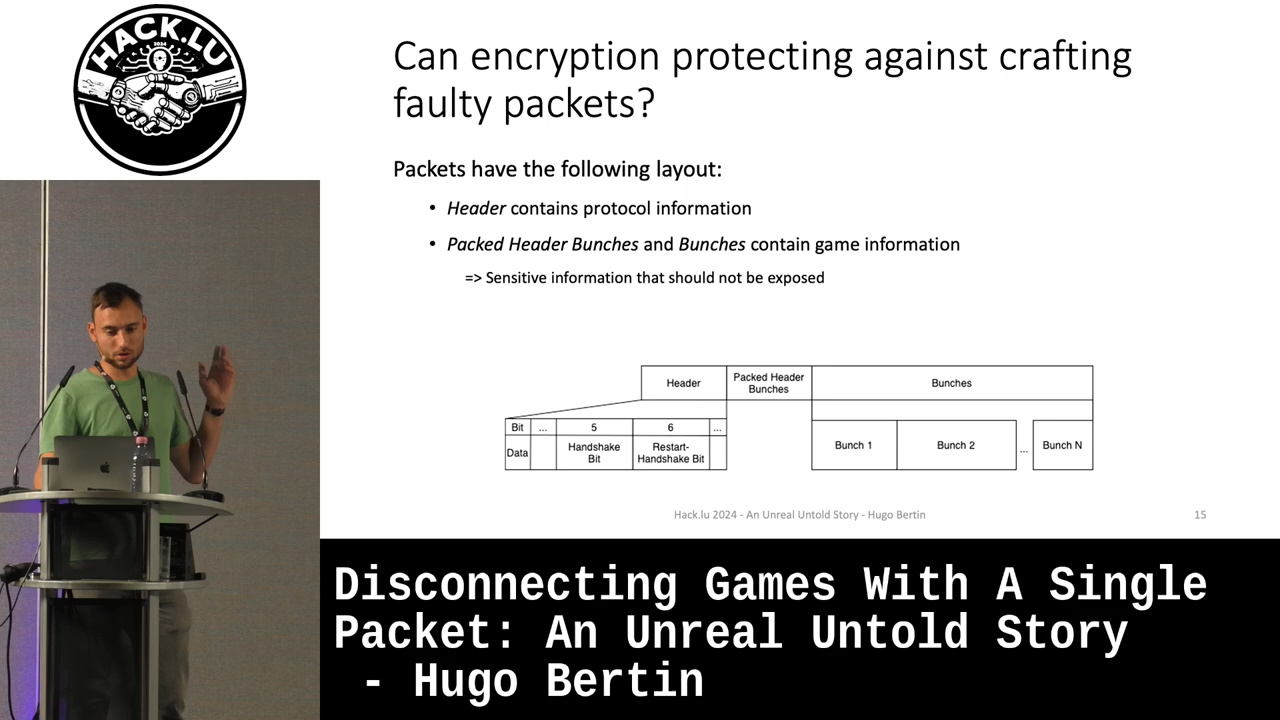 HACK.LU
2024
Can encryption protecting against crafting
faulty packets?
Packets have the following layout:
• Header contains protocol information
• Packed Header Bunches and Bunches contain game information
=> Sensitive information that should not be exposed
Header
Packed Header
Bunches
Bunches
Bit ... 5 6 ...
Data
Handshake
Bit
Restart-
Handshake Bit
Bunch 1
Bunch 2
...
Bunch N
Hack.lu 2024 - An Unreal Untold Story - Hugo Bertin
15
Disconnecting Games With A Single
Packet: An Unreal Untold Story
- Hugo Bertin